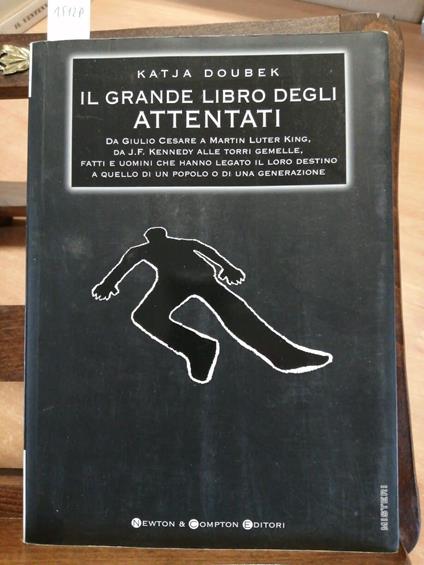 1512P
KATJA DOUBEK
IL GRANDE LIBRO DEGLI
ATTENTATI
DA GIULIO CESARE A MARTIN LUTER KING,
DA J.F. KENNEDY ALLE TORRI GEMELLE,
FATTI E UOMINI CHE HANNO LEGATO IL LORO DESTINO
A QUELLO DI UN POPOLO O DI UNA GENERAZIONE
MISTERI
NEWTON & COMPTON EDITORI